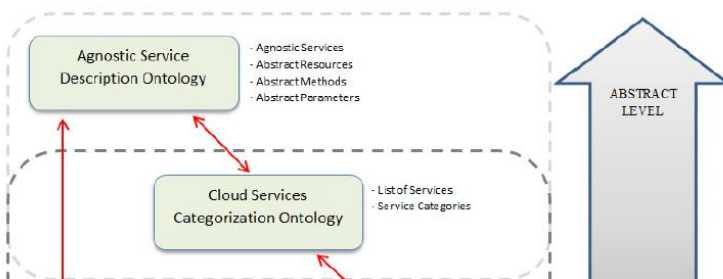 Agnostic Service
Description Ontology
- Agnostic Services
- Abstract Resources
- Abstract Methods
- Abstract Parameters
ABSTRACT
LEVEL
Cloud Services
Categorization Ontology
- List of Services
- Service Categories